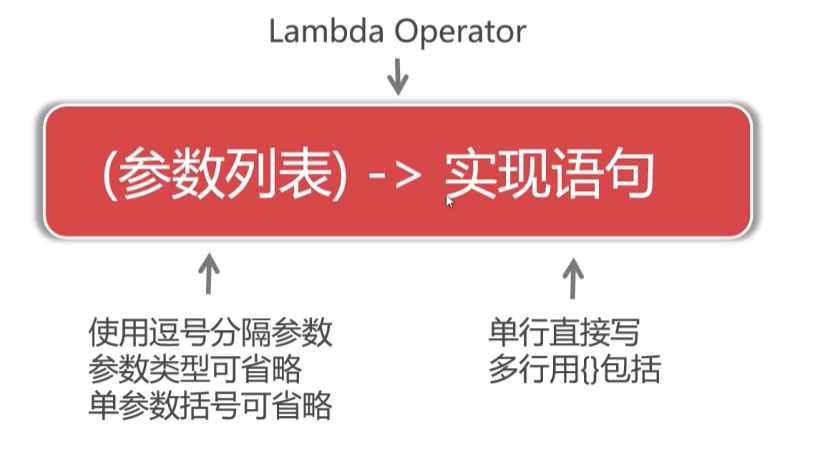 Lambda Operator
(参数列表) -> 实现语句
使用逗号分隔参数
参数类型可省略
单参数括号可省略
单行直接写
多行用{}包括